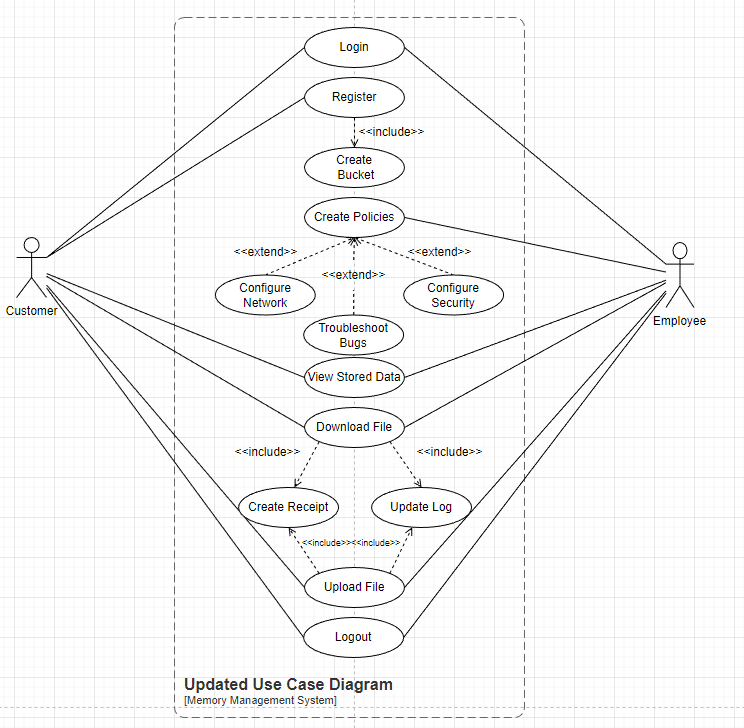 Login
Register
<<include>>
Create
Bucket
Create Policies
<<extend>>
<<extend>>
<<extend>>
Configure
Network
Configure
Security
Customer
Employee
Troubleshoot
Bugs
View Stored Data
Download File
<<include>>
<<include>>
Create Receipt
Update Log
<<include>>
<<include>>
Upload File
Logout
Updated Use Case Diagram
[Memory Management System]